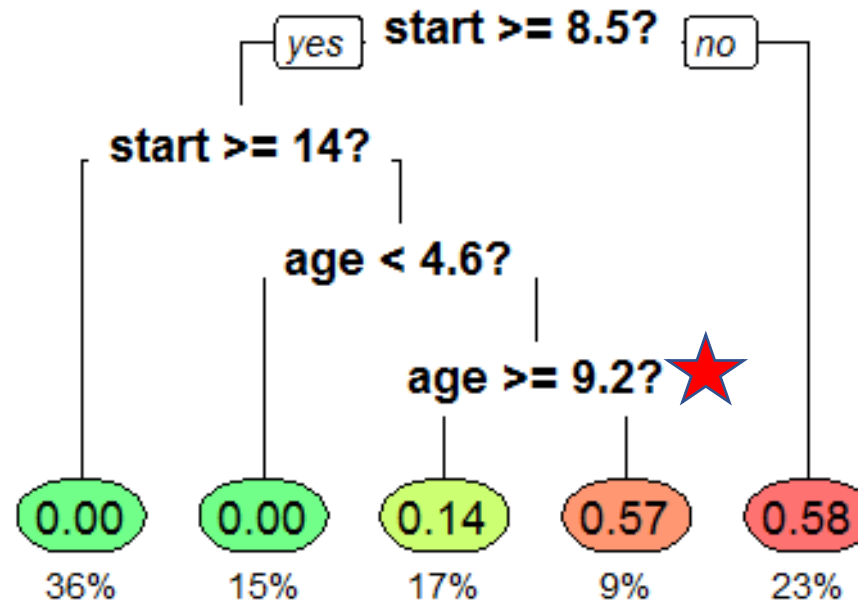 yes start >= 8.5? no
start >= 14?
age < 4.6?
age >= 9.2?
0.00 0.00 0.14 0.57 0.58
36% 15% 17% 9% 23%